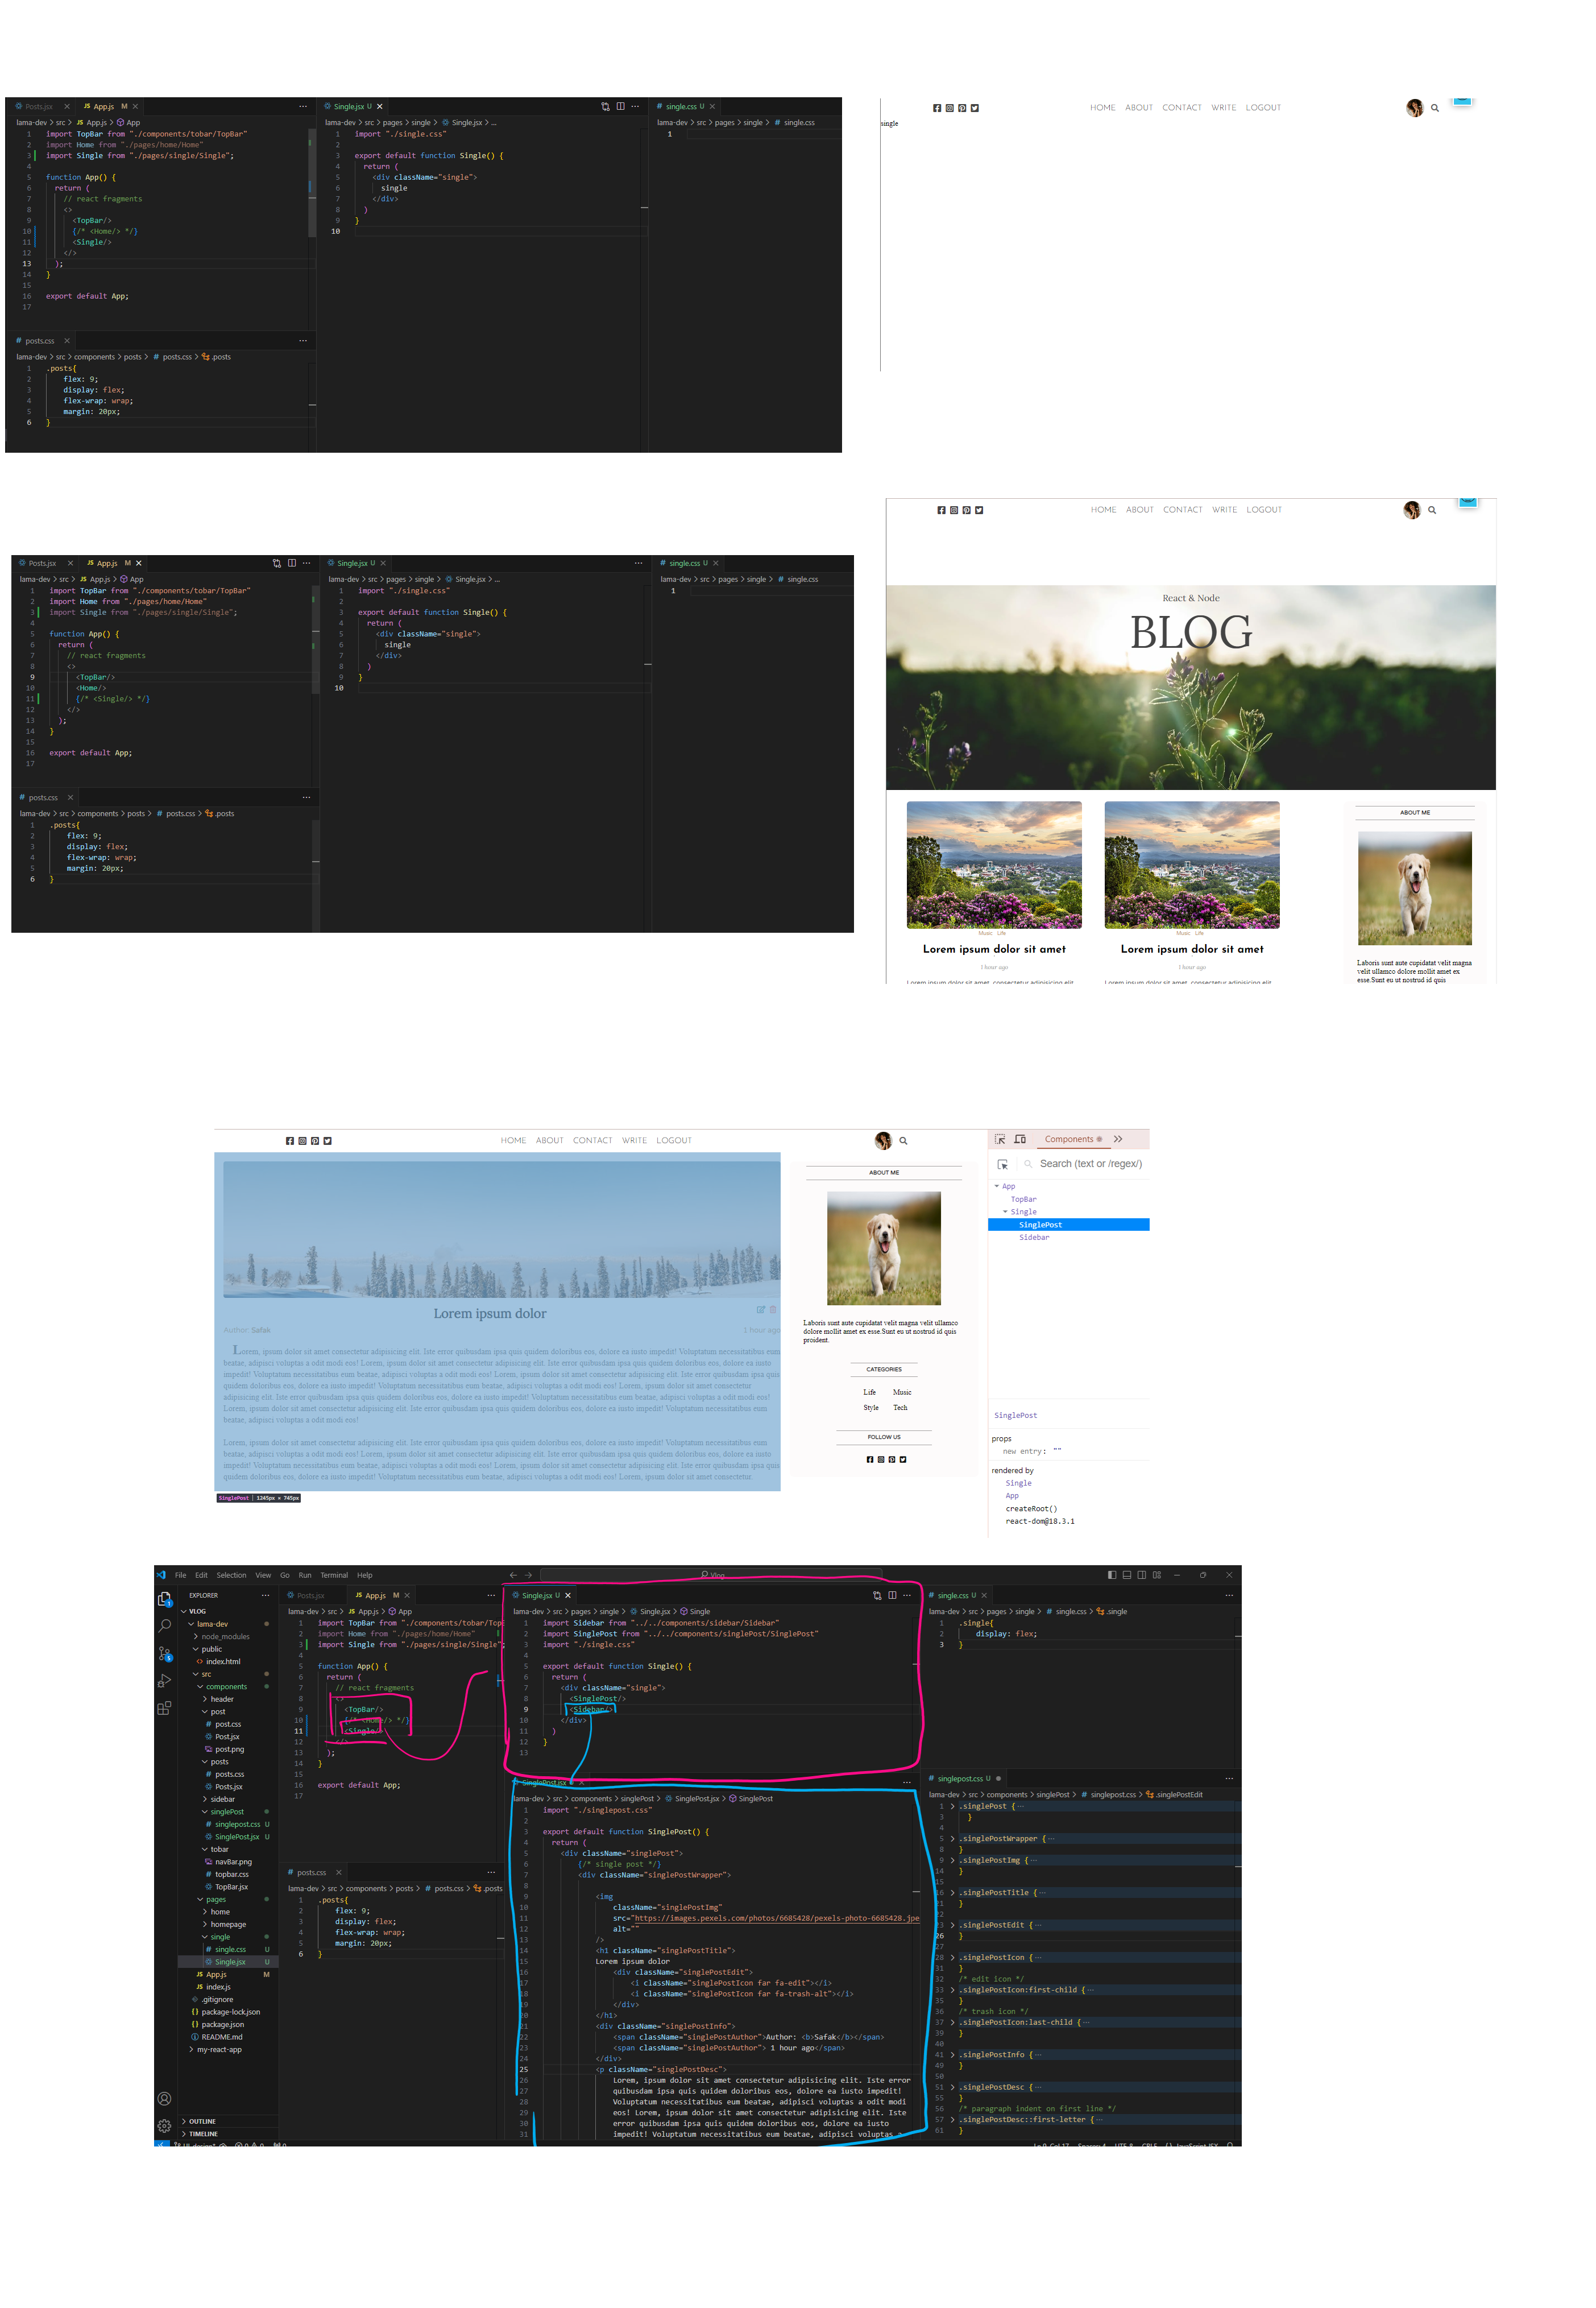 Posts.jsx
JS App.js M
lama-dev > src > JS App.js > App
1 import TopBar from "./components/tobar/TopBar"
2 import Home from "./pages/home/Home"
3 import Single from "./pages/single/Single";
4
5 function App() {
6 return (
7 // react fragments
8 <>
9 <TopBar/>
10 {/* <Home/> */}
11 <Single/>
12 </>
13 );
14 }
15
16 export default App;
17
# posts.css
lama-dev > src > components > posts > # posts.css > .posts
1 .posts{
2 flex: 9;
3 display: flex;
4 flex-wrap: wrap;
5 margin: 20px;
6 }
Single.jsx U
lama-dev > src > pages > single > Single.jsx > ...
1 import "./single.css"
2
3 export default function Single() {
4 return (
5 <div className="single">
6 single
7 </div>
8 )
9 }
10
# single.css U
lama-dev > src > pages > single > # single.css
1
HOME ABOUT CONTACT WRITE LOGOUT
single
Posts.jsx
JS App.js M
lama-dev > src > JS App.js > App
1 import TopBar from "./components/tobar/TopBar"
2 import Home from "./pages/home/Home"
3 import Single from "./pages/single/Single";
4
5 function App() {
6 return (
7 // react fragments
8 <>
9 <TopBar/>
10 <Home/>
11 {/* <Single/> */}
12 </>
13 );
14 }
15
16 export default App;
17
# posts.css
lama-dev > src > components > posts > # posts.css > .posts
1 .posts{
2 flex: 9;
3 display: flex;
4 flex-wrap: wrap;
5 margin: 20px;
6 }
Single.jsx U
lama-dev > src > pages > single > Single.jsx > ...
1 import "./single.css"
2
3 export default function Single() {
4 return (
5 <div className="single">
6 single
7 </div>
8 )
9 }
10
# single.css U
lama-dev > src > pages > single > # single.css
1
HOME ABOUT CONTACT WRITE LOGOUT
React & Node
BLOG
Music Life
Lorem ipsum dolor sit amet
1 hour ago
Lorem ipsum dolor sit amet, consectetur adipisicing elit
Music Life
Lorem ipsum dolor sit amet
1 hour ago
Lorem ipsum dolor sit amet, consectetur adipisicing elit
ABOUT ME
Laboris sunt aute cupidatat velit magna
velit ullamco dolore mollit amet ex
esse.Sunt eu ut nostrud id quis
HOME ABOUT CONTACT WRITE LOGOUT
Lorem ipsum dolor
Author: Safak
1 hour ago
Lorem, ipsum dolor sit amet consectetur adipisicing elit. Iste error quibusdam ipsa quis quidem doloribus eos, dolore ea iusto impedit! Voluptatum necessitatibus eum
beatae, adipisci voluptas a odit modi eos! Lorem, ipsum dolor sit amet consectetur adipisicing elit. Iste error quibusdam ipsa quis quidem doloribus eos, dolore ea iusto
impedit! Voluptatum necessitatibus eum beatae, adipisci voluptas a odit modi eos! Lorem, ipsum dolor sit amet consectetur adipisicing elit. Iste error quibusdam ipsa quis
quidem doloribus eos, dolore ea iusto impedit! Voluptatum necessitatibus eum beatae, adipisci voluptas a odit modi eos! Lorem, ipsum dolor sit amet consectetur
adipisicing elit. Iste error quibusdam ipsa quis quidem doloribus eos, dolore ea iusto impedit! Voluptatum necessitatibus eum beatae, adipisci voluptas a odit modi eos!
Lorem, ipsum dolor sit amet consectetur adipisicing elit. Iste error quibusdam ipsa quis quidem doloribus eos, dolore ea iusto impedit! Voluptatum necessitatibus eum
beatae, adipisci voluptas a odit modi eos!
Lorem, ipsum dolor sit amet consectetur adipisicing elit. Iste error quibusdam ipsa quis quidem doloribus eos, dolore ea iusto impedit! Voluptatum necessitatibus eum
beatae, adipisci voluptas a odit modi eos! Lorem, ipsum dolor sit amet consectetur adipisicing elit. Iste error quibusdam ipsa quis quidem doloribus eos, dolore ea iusto
impedit! Voluptatum necessitatibus eum beatae, adipisci voluptas a odit modi eos! Lorem, ipsum dolor sit amet consectetur adipisicing elit. Iste error quibusdam ipsa quis
quidem doloribus eos, dolore ea iusto impedit! Voluptatum necessitatibus eum beatae, adipisci voluptas a odit modi eos! Lorem, ipsum dolor sit amet consectetur
SinglePost | 1245px × 745px
ABOUT ME
Laboris sunt aute cupidatat velit magna velit ullamco
dolore mollit amet ex esse.Sunt eu ut nostrud id quis
proident.
CATEGORIES
Life Music
Style Tech
FOLLOW US
Components
Search (text or /regex/)
App
TopBar
Single
SinglePost
Sidebar
SinglePost
props
new entry: ""
rendered by
Single
App
createRoot()
react-dom@18.3.1
File Edit Selection View Go Run Terminal Help
Vlog
EXPLORER
VLOG
lama-dev
node_modules
public
index.html
src
components
header
post
post.css
Post.jsx
post.png
posts
posts.css
Posts.jsx
sidebar
singlePost
singlepost.css U
SinglePost.jsx U
tobar
navBar.png
topbar.css
TopBar.jsx
pages
home
homepage
single
single.css U
Single.jsx U
App.js M
index.js
.gitignore
package-lock.json
package.json
README.md
my-react-app
OUTLINE
TIMELINE
Posts.jsx
JS App.js M
lama-dev > src > JS App.js > App
1 import TopBar from "./components/tobar/Top
2 import Home from "./pages/home/Home"
3 import Single from "./pages/single/Single";
4
5 function App() {
6 return (
7 // react fragments
8 <>
9 <TopBar/>
10 {/* <Home/> */}
11 <Single/>
12 </>
13 );
14 }
15
16 export default App;
17
# posts.css
lama-dev > src > components > posts > # posts.css > .posts
1 .posts{
2 flex: 9;
3 display: flex;
4 flex-wrap: wrap;
5 margin: 20px;
6 }
Single.jsx U
lama-dev > src > pages > single > Single.jsx > Single
1 import Sidebar from "../../components/sidebar/Sidebar"
2 import SinglePost from "../../components/singlePost/SinglePost"
3 import "./single.css"
4
5 export default function Single() {
6 return (
7 <div className="single">
8 <SinglePost/>
9 <Sidebar/>
10 </div>
11 )
12 }
13
SinglePost.jsx
lama-dev > src > components > singlePost > SinglePost.jsx > SinglePost
1 import "./singlepost.css"
2
3 export default function SinglePost() {
4 return (
5 <div className="singlePost">
6 {/* single post */}
7 <div className="singlePostWrapper">
9 <img
10 className="singlePostImg"
11 src="https://images.pexels.com/photos/6685428/pexels-photo-6685428.jpe
12 alt=""
13 />
14 <h1 className="singlePostTitle">
15 Lorem ipsum dolor
16 <div className="singlePostEdit">
17 <i className="singlePostIcon far fa-edit"></i>
18 <i className="singlePostIcon far fa-trash-alt"></i>
19 </div>
20 </h1>
21 <div className="singlePostInfo">
22 <span className="singlePostAuthor">Author: <b>Safak</b></span>
23 <span className="singlePostAuthor"> 1 hour ago</span>
24 </div>
25 <p className="singlePostDesc">
26 Lorem, ipsum dolor sit amet consectetur adipisicing elit. Iste error
27 quibusdam ipsa quis quidem doloribus eos, dolore ea iusto impedit!
28 Voluptatum necessitatibus eum beatae, adipisci voluptas a odit modi
29 eos! Lorem, ipsum dolor sit amet consectetur adipisicing elit. Iste
30 error quibusdam ipsa quis quidem doloribus eos, dolore ea iusto
31 impedit! Voluptatum necessitatibus eum beatae, adipisci voluptas a
# single.css U
lama-dev > src > pages > single > # single.css > .single
1 .single{
2 display: flex;
3 }
# singlepost.css U
lama-dev > src > components > singlePost > # singlepost.css > .singlePostEdit
1 .singlePost {
3 }
4
5 .singlePostWrapper {
8 }
9 .singlePostImg {
14 }
15
16 .singlePostTitle {
21 }
22
23 .singlePostEdit {
26 }
27
28 .singlePostIcon {
31 }
32 /* edit icon */
33 .singlePostIcon:first-child {
35 }
36 /* trash icon */
37 .singlePostIcon:last-child {
39 }
40
41 .singlePostInfo {
49 }
50
51 .singlePostDesc {
55 }
56 /* paragraph indent on first line */
57 .singlePostDesc::first-letter {
61 }